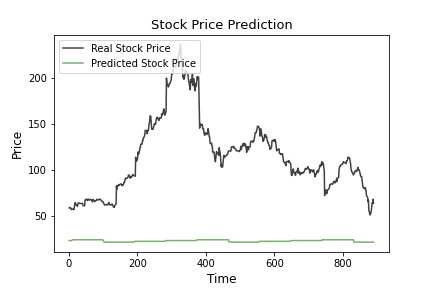 Stock Price Prediction
Real Stock Price
Predicted Stock Price
Price
200
150
100
50
0 200 400 600 800
Time